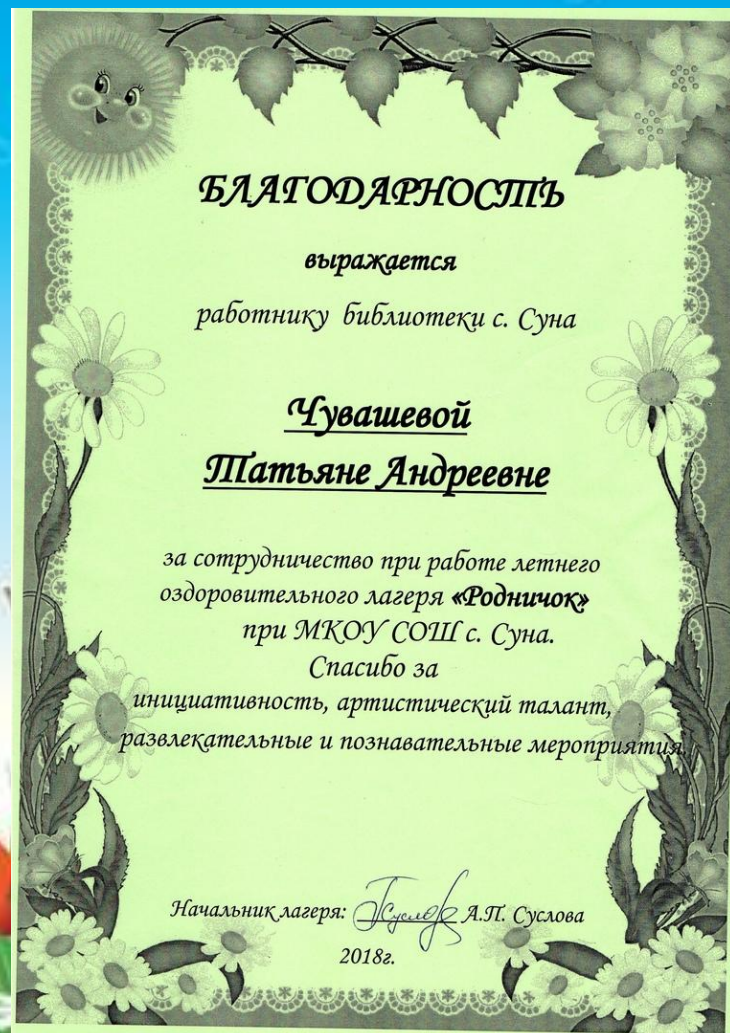 БЛАГОДАРНОСТЬ
выражается
работнику библиотеки с. Суна
Чувашевой
Татьяне Андреевне
за сотрудничество при работе летнего
оздоровительного лагеря «Родничок»
при МКОУ СОШ с. Суна.
Спасибо за
инициативность, артистический талант,
развлекательные и познавательные мероприятия.
Начальник лагеря: А.П. Суслова
2018г.